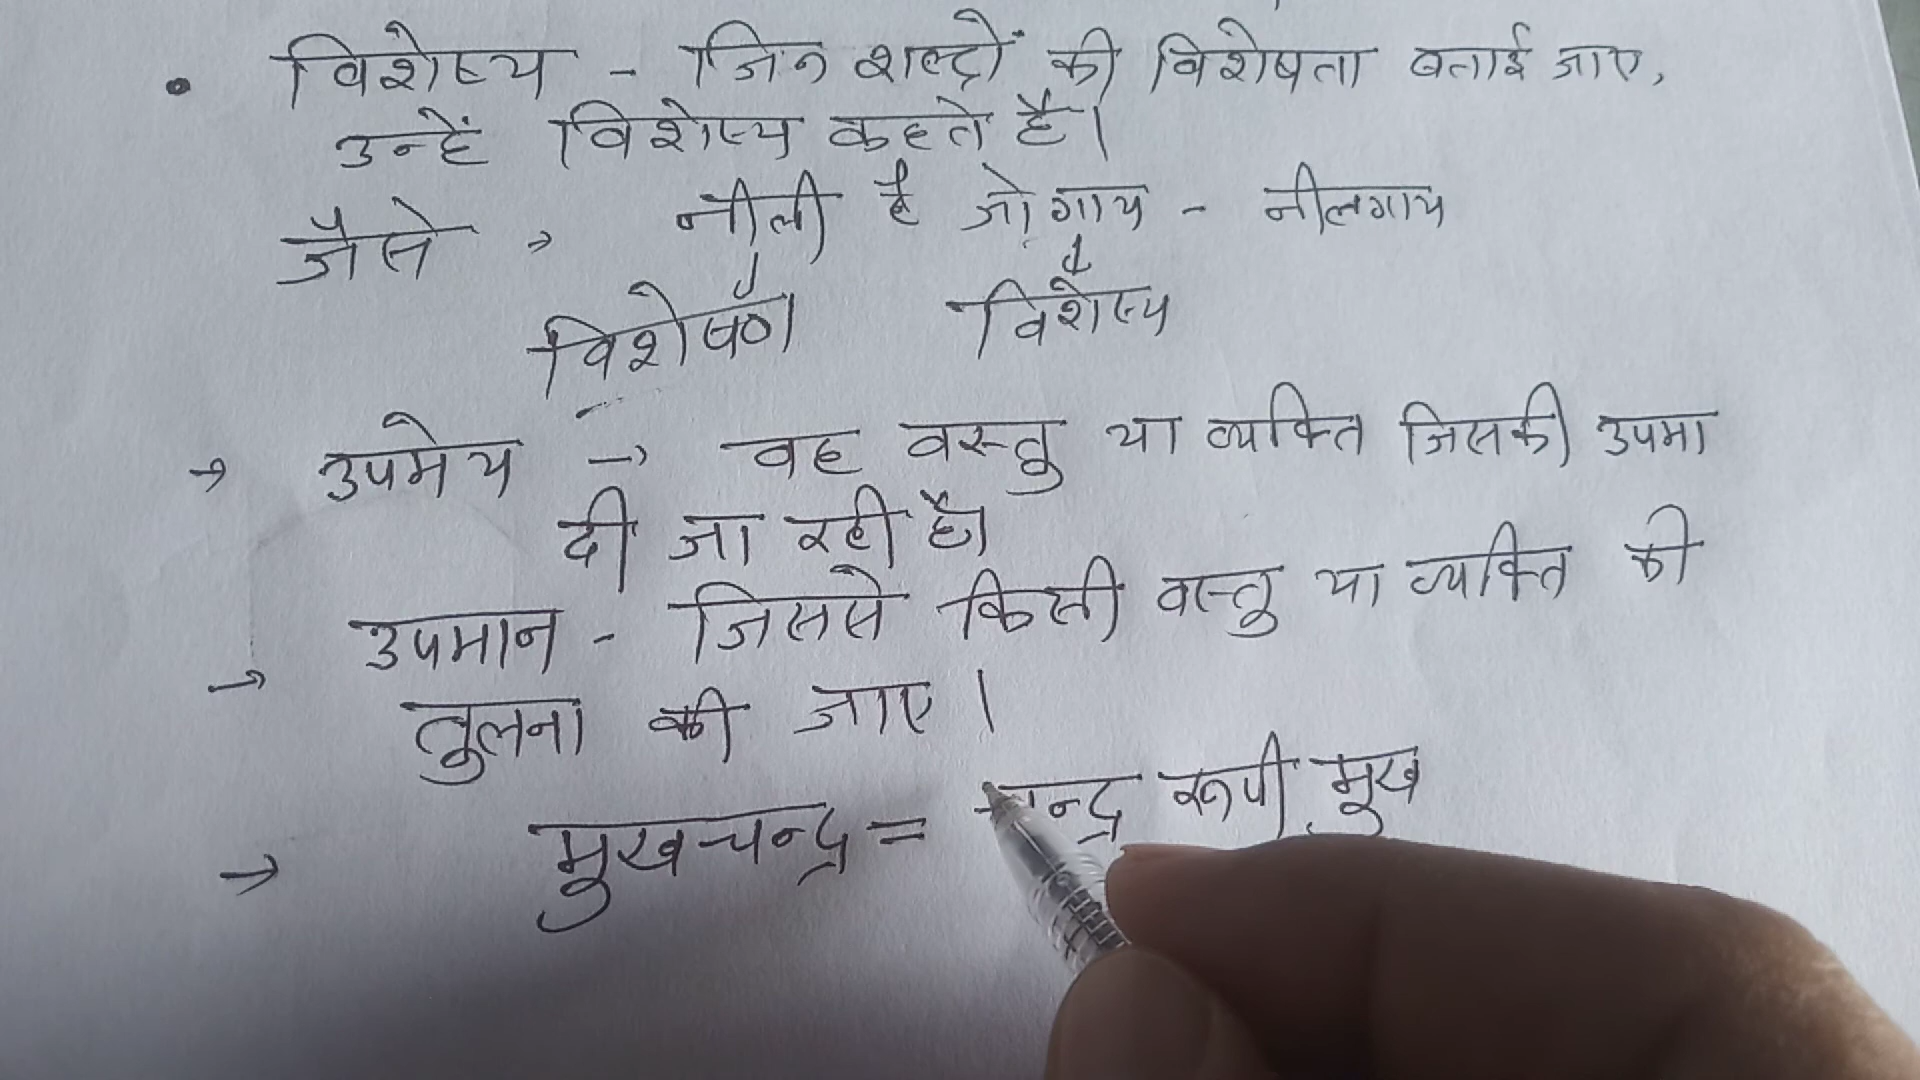 • विशेष्य - जिन शब्दों की विशेषता बताई जाए,
उन्हें विशेष्य कहते है।
जैसे → नीली है जो गाय - नीलगाय
विशेषण विशेष्य
→ उपमेय → वह वस्तु या व्यक्ति जिसकी उपमा
दी जा रही है।
→ उपमान - जिससे किसी वस्तु या व्यक्ति की
तुलना की जाए।
→ मुखचन्द्र = चन्द्र रूपी मुख